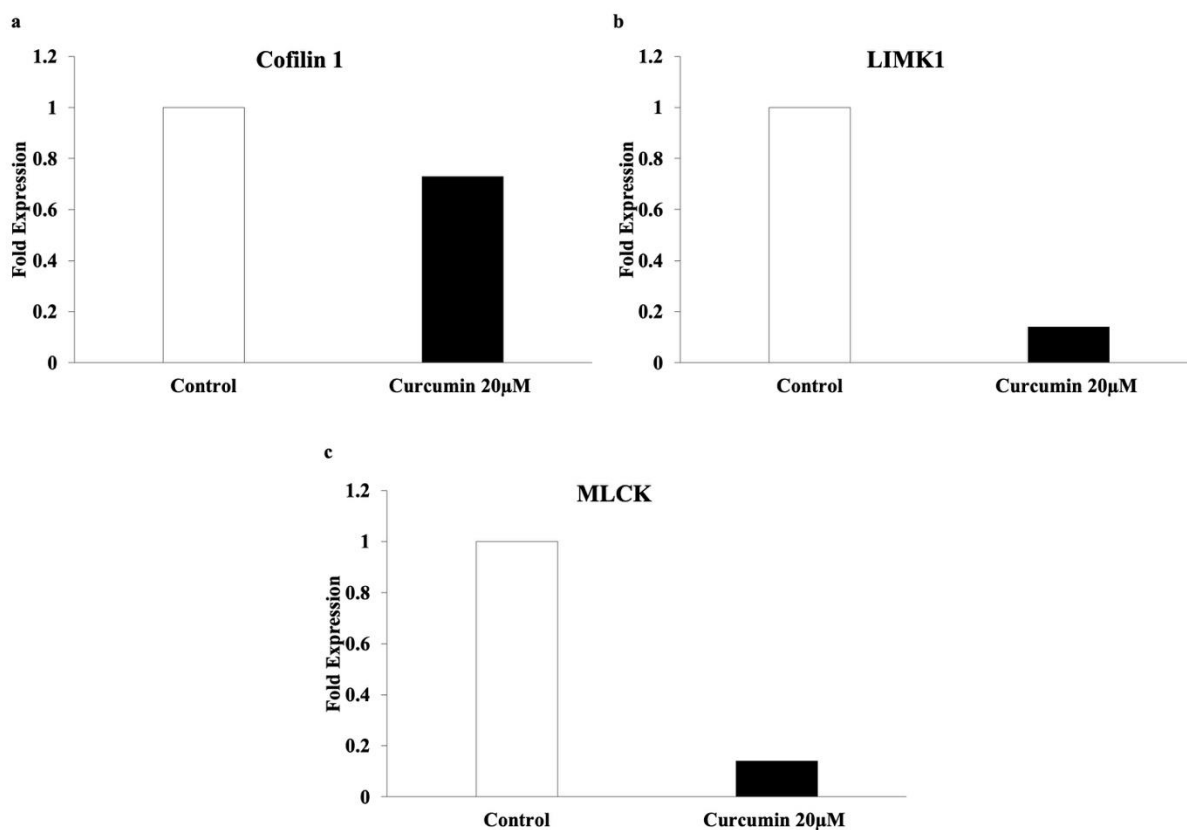 a
Cofilin 1
1.2
1
0.8
0.6
0.4
0.2
0
Fold Expression
Control
Curcumin 20µM
b
LIMK1
1.2
1
0.8
0.6
0.4
0.2
0
Fold Expression
Control
Curcumin 20µM
c
MLCK
1.2
1
0.8
0.6
0.4
0.2
0
Fold Expression
Control
Curcumin 20µM